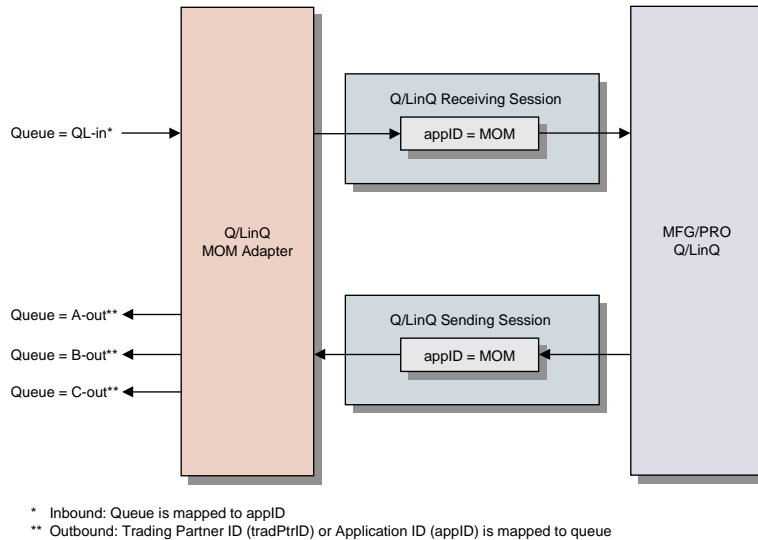 Q/LinQ Receiving Session
Queue = QL-in*
appID = MOM
Q/LinQ
MOM Adapter
MFG/PRO
Q/LinQ
Queue = A-out**
Q/LinQ Sending Session
Queue = B-out**
appID = MOM
Queue = C-out**
* Inbound: Queue is mapped to appID
** Outbound: Trading Partner ID (tradPtrID) or Application ID (appID) is mapped to queue